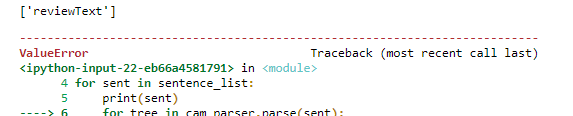 ['reviewText']
---------------------------------------------------------------------------
ValueError                                Traceback (most recent call last)
<ipython-input-22-eb66a4581791> in <module>
      4 for sent in sentence_list:
      5     print(sent)
----> 6     for tree in cam_parser.parse(sent):